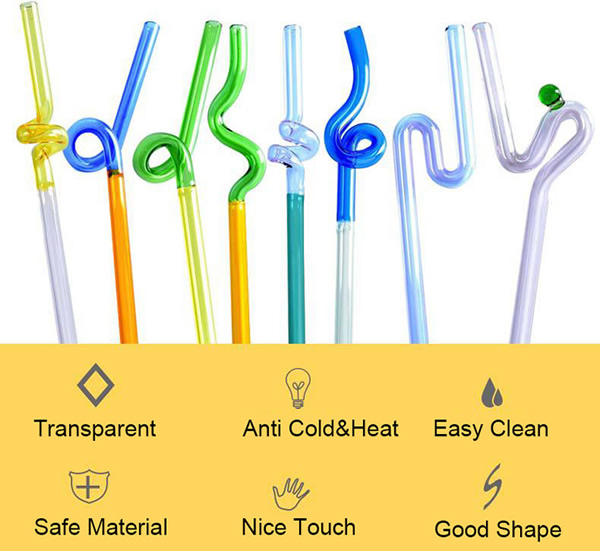 Transparent
Anti Cold&Heat
Easy Clean
Safe Material
Nice Touch
Good Shape